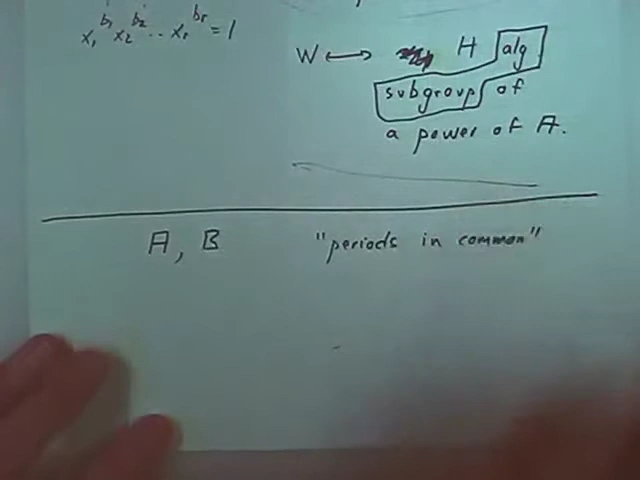 x₁^b₁ x₂^b₂ .. xᵣ^bᵣ = 1
W ⟷ H alg
subgroup of
a power of A.
A, B "periods in common"